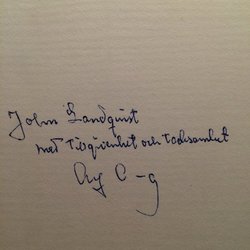 John Landquist
med tillgivenhet och tacksamhet